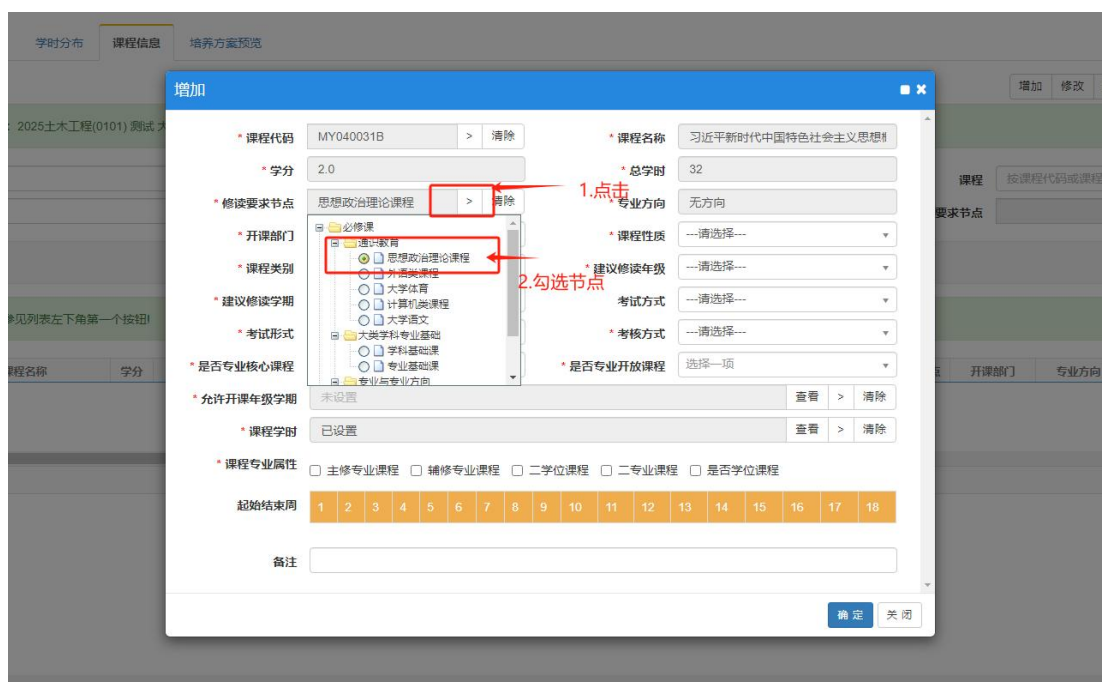 学时分布 课程信息 培养方案预览
增加
增加 修改
：2025土木工程(0101) 测试 大
* 课程代码 MY040031B > 清除 * 课程名称 习近平新时代中国特色社会主义思想
* 学分 2.0 * 总学时 32
课程 按课程代码或课程
* 修读要求节点 思想政治理论课程 > 清除 1.点击 * 专业方向 无方向
要求节点
* 开课部门 必修课 * 课程性质 ---请选择---
通识教育
思想政治理论课程
* 课程类别 外语类课程 * 建议修读年级 ---请选择---
2.勾选节点
大学体育
* 建议修读学期 计算机类课程 考试方式 ---请选择---
参见列表左下角第一个按钮!
大学语文
* 考试形式 大类学科专业基础 * 考核方式 ---请选择---
学科基础课
* 是否专业核心课程 专业基础课 * 是否专业开放课程 选择一项
专业与专业方向
课程名称 学分 开课部门 专业方向
* 允许开课年级学期 未设置 查看 > 清除
* 课程学时 已设置 查看 > 清除
* 课程专业属性 主修专业课程 辅修专业课程 二学位课程 二专业课程 是否学位课程
起始结束周 1 2 3 4 5 6 7 8 9 10 11 12 13 14 15 16 17 18
备注
确 定 关 闭